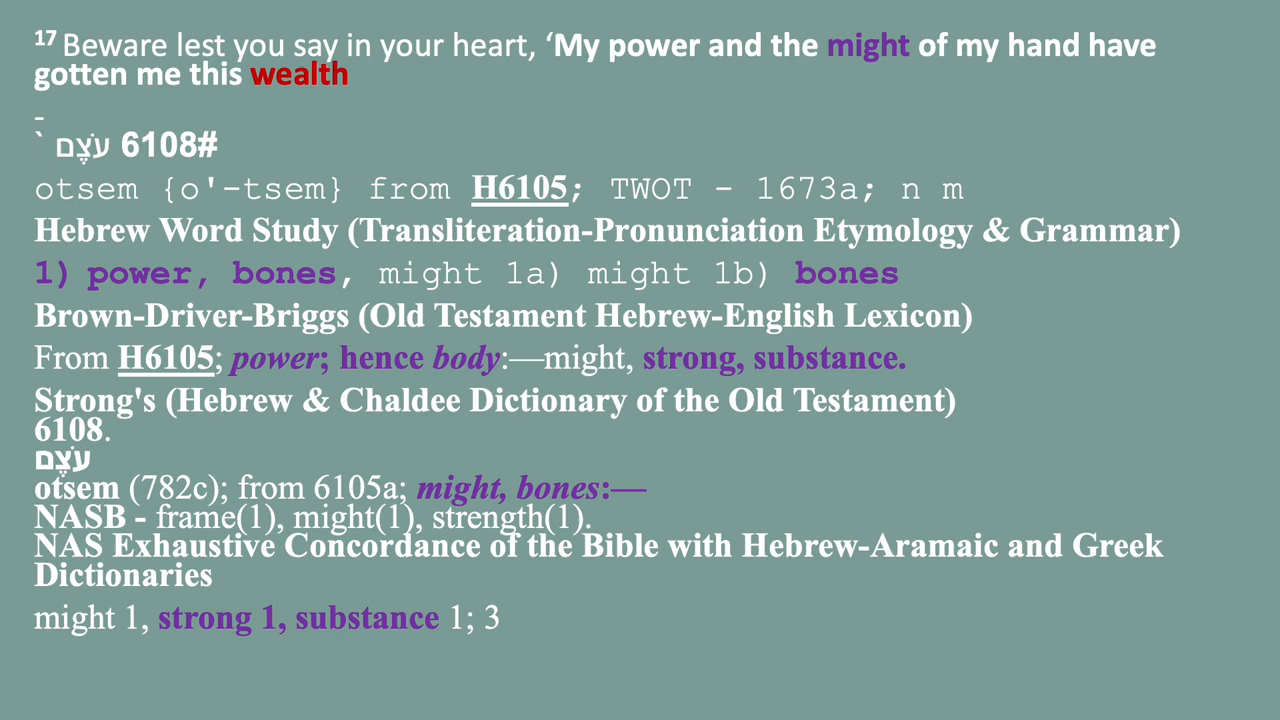 17 Beware lest you say in your heart, ‘My power and the might of my hand have
gotten me this wealth
-
` עֹצֶם 6108#
otsem {o'-tsem} from H6105; TWOT - 1673a; n m
Hebrew Word Study (Transliteration-Pronunciation Etymology & Grammar)
1) power, bones, might 1a) might 1b) bones
Brown-Driver-Briggs (Old Testament Hebrew-English Lexicon)
From H6105; power; hence body:—might, strong, substance.
Strong's (Hebrew & Chaldee Dictionary of the Old Testament)
6108.
עֹצֶם
otsem (782c); from 6105a; might, bones:—
NASB - frame(1), might(1), strength(1).
NAS Exhaustive Concordance of the Bible with Hebrew-Aramaic and Greek
Dictionaries
might 1, strong 1, substance 1; 3